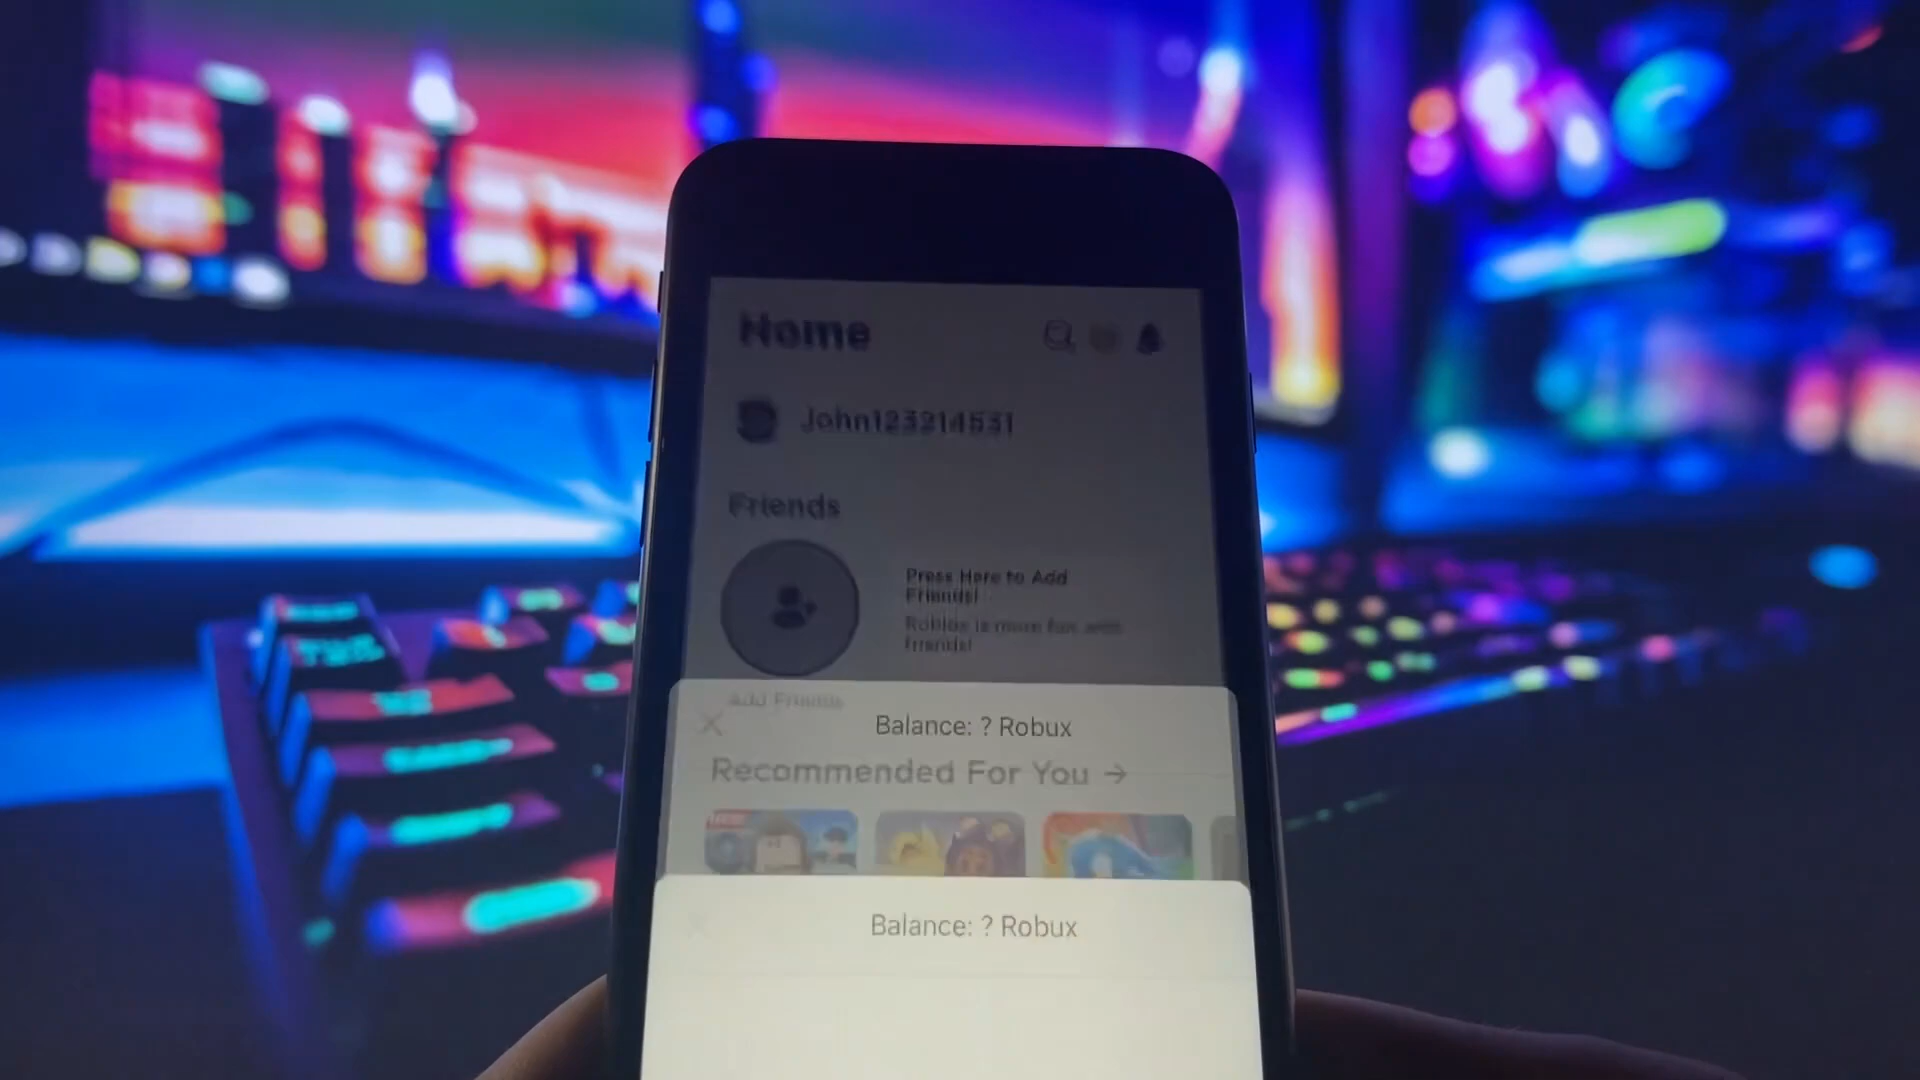 Home
John123214531
Friends
Press Here to Add
Friends!
Roblox is more fun with
friends!
Add Friends
Balance: ? Robux
Recommended For You →
Balance: ? Robux